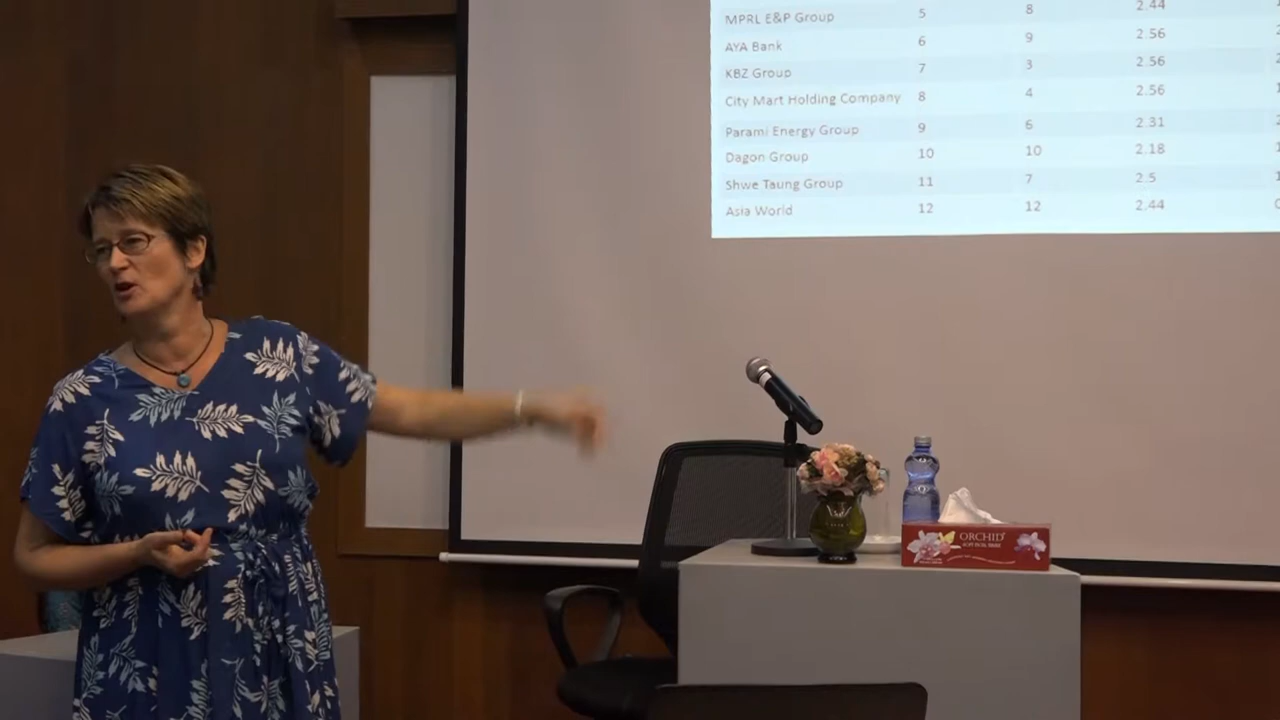 MPRL E&P Group 5 8 2.44
AYA Bank 6 9 2.56
KBZ Group 7 3 2.56
City Mart Holding Company 8 4 2.56
Parami Energy Group 9 6 2.31
Dagon Group 10 10 2.18
Shwe Taung Group 11 7 2.5
Asia World 12 12 2.44
ORCHID